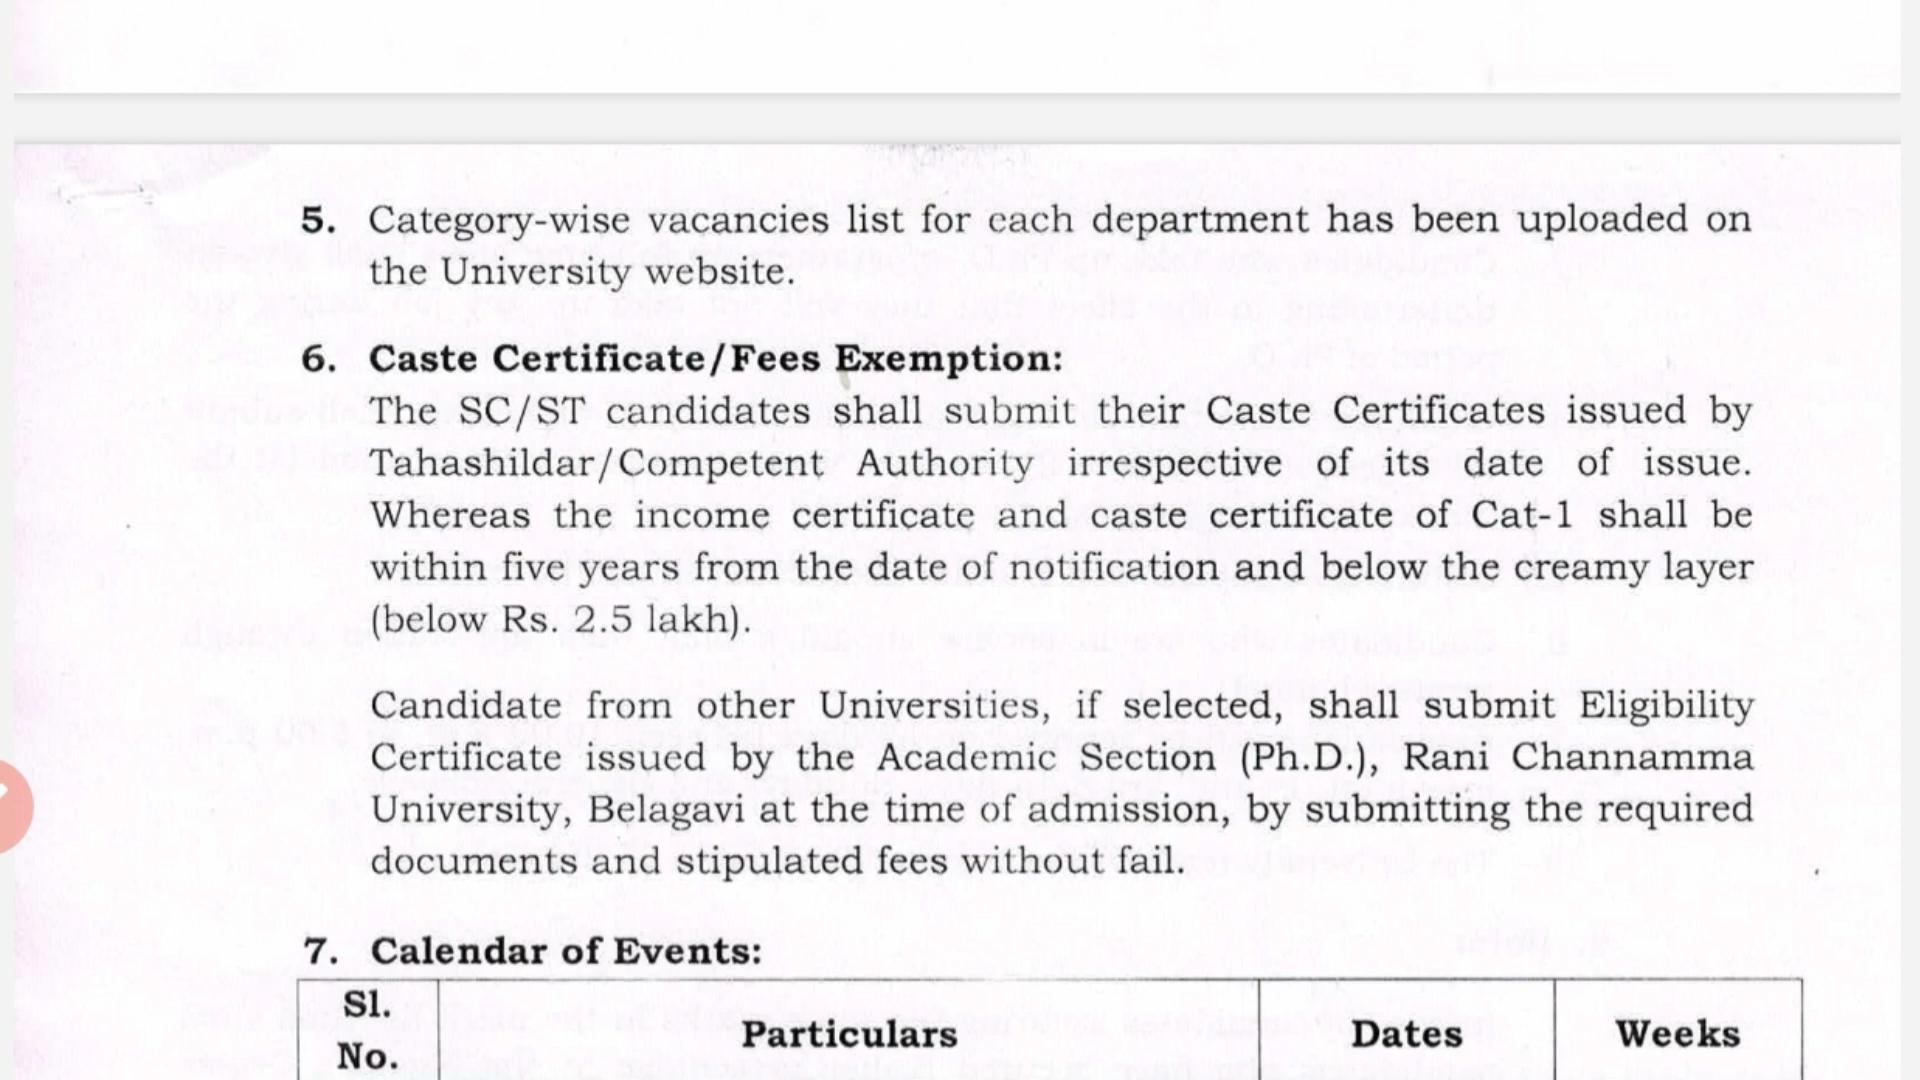 5. Category-wise vacancies list for each department has been uploaded on
the University website.
6. Caste Certificate/Fees Exemption:
The SC/ST candidates shall submit their Caste Certificates issued by
Tahashildar/Competent Authority irrespective of its date of issue.
Whereas the income certificate and caste certificate of Cat-1 shall be
within five years from the date of notification and below the creamy layer
(below Rs. 2.5 lakh).
Candidate from other Universities, if selected, shall submit Eligibility
Certificate issued by the Academic Section (Ph.D.), Rani Channamma
University, Belagavi at the time of admission, by submitting the required
documents and stipulated fees without fail.
7. Calendar of Events:
Sl.
No.
Particulars
Dates
Weeks